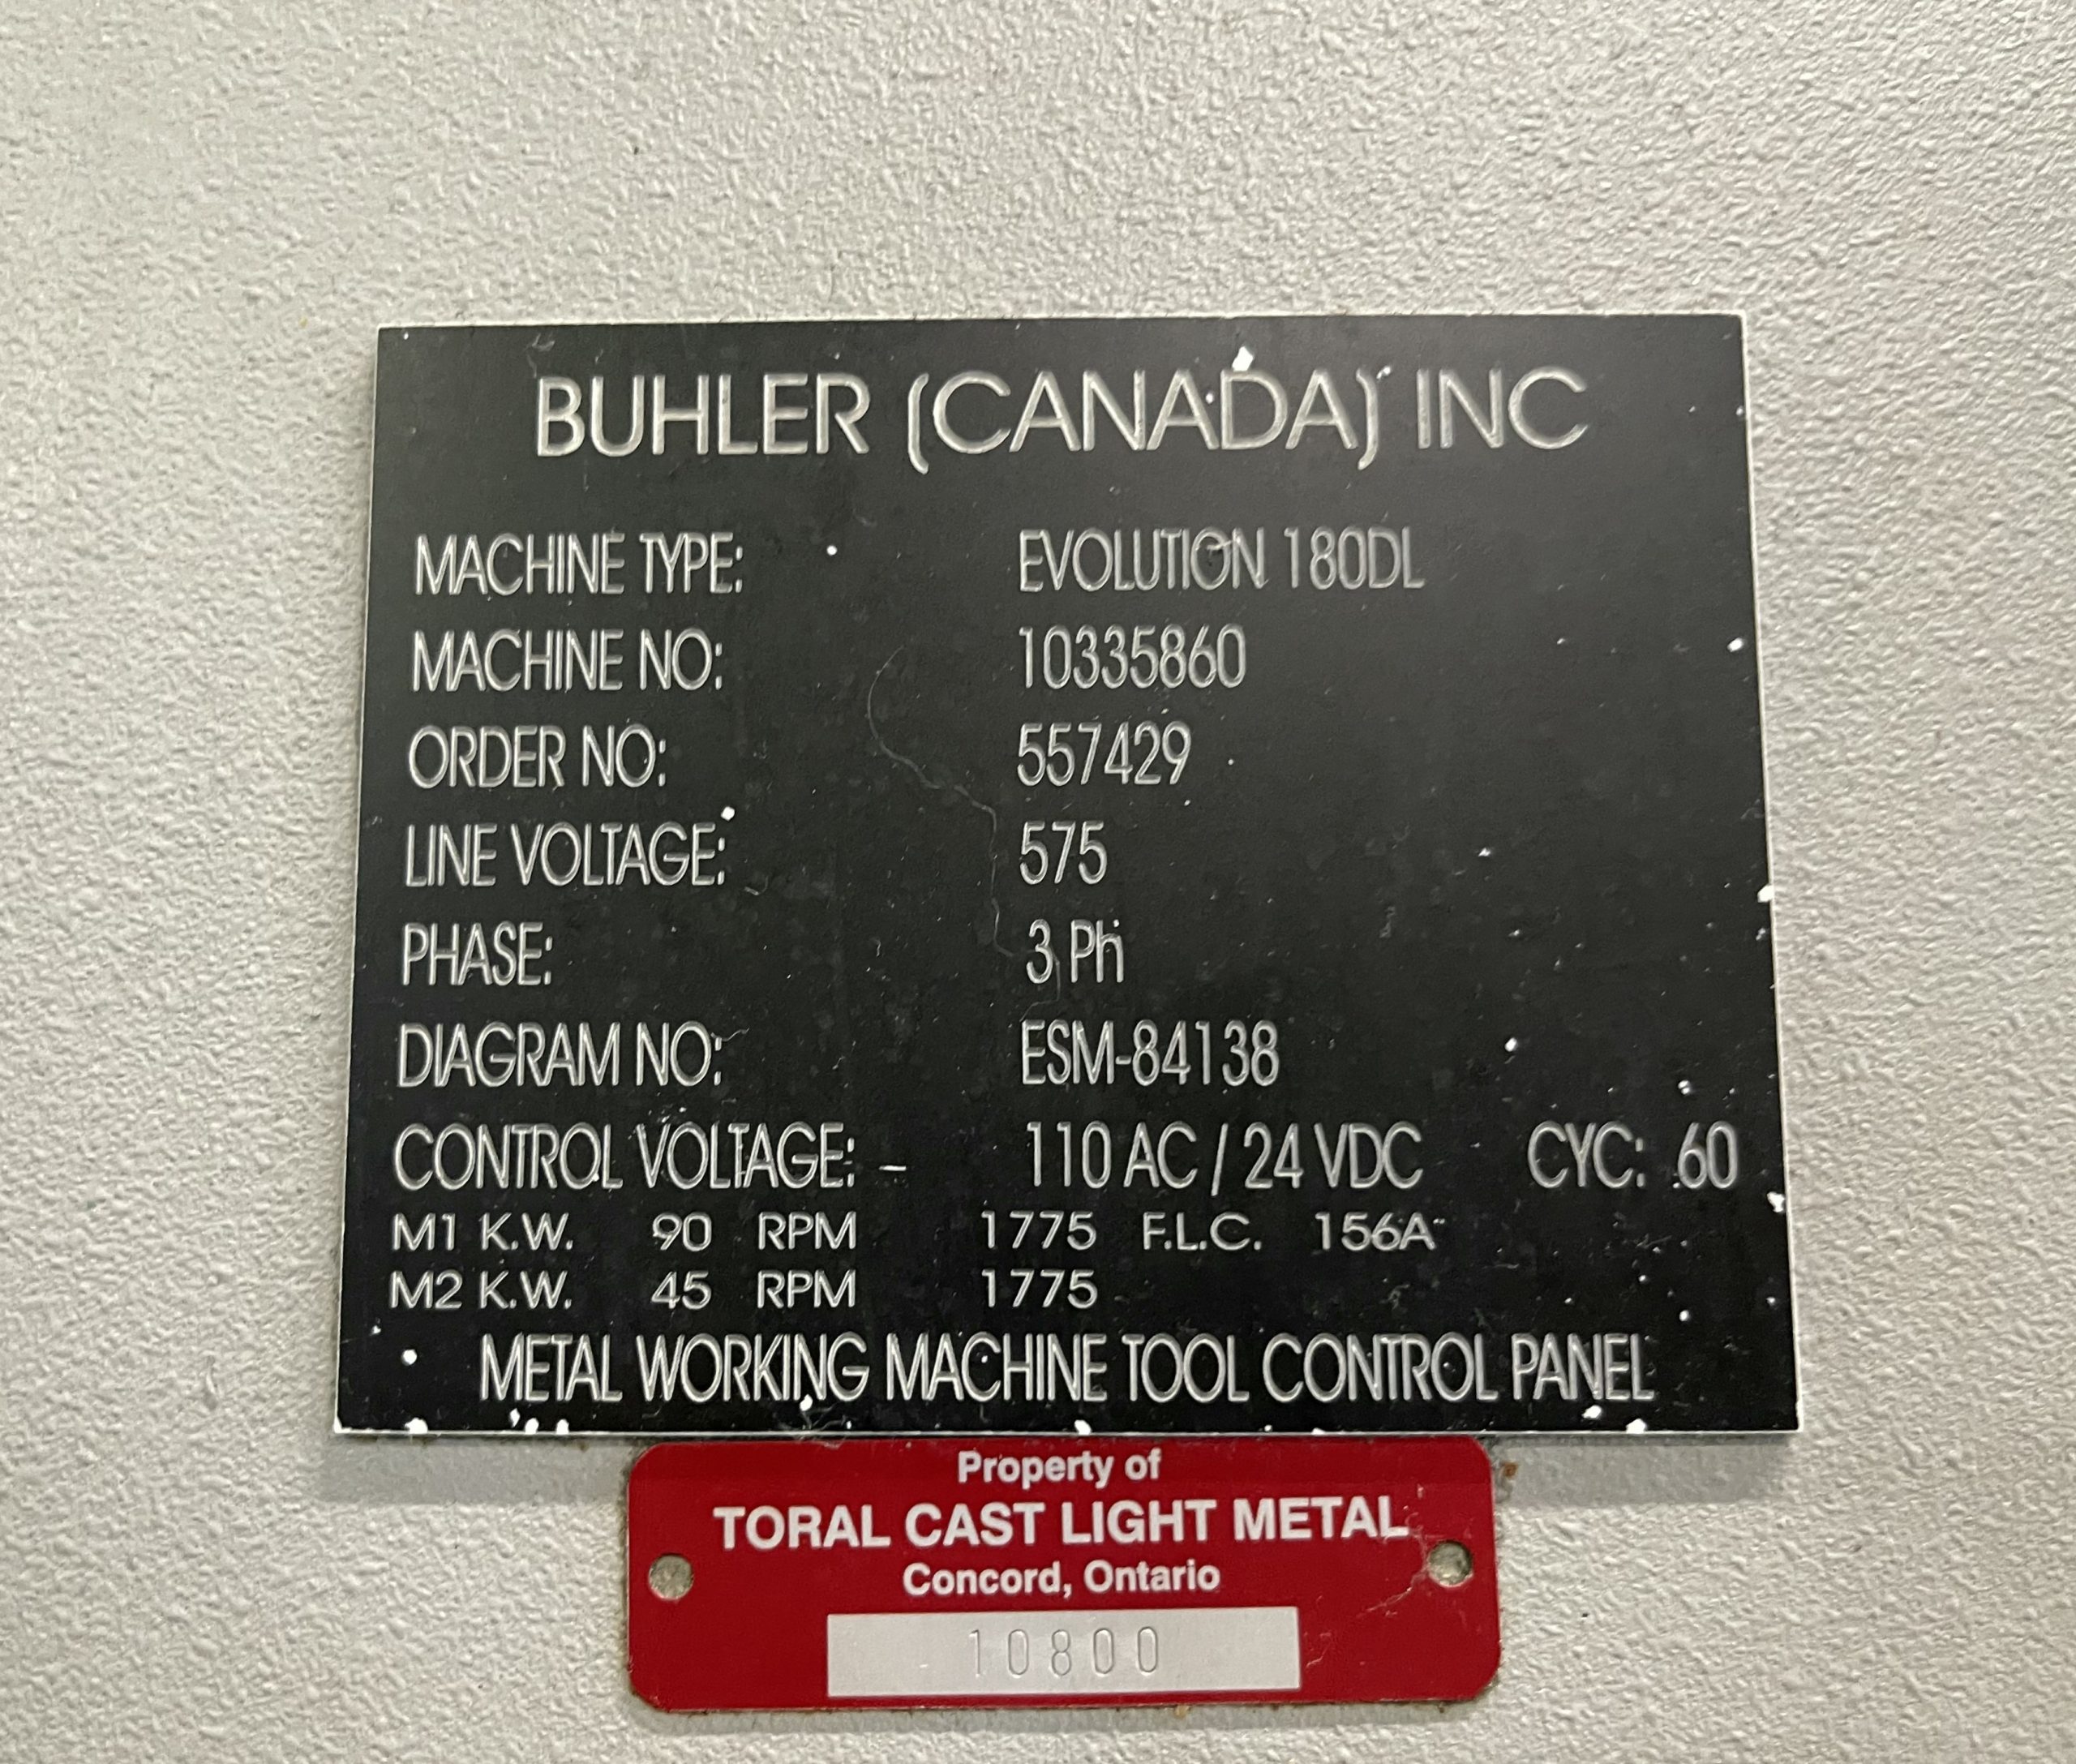 BUHLER (CANADA) INC
MACHINE TYPE: EVOLUTION 180DL
MACHINE NO: 10335860
ORDER NO: 557429
LINE VOLTAGE: 575
PHASE: 3 Ph
DIAGRAM NO: ESM-84138
CONTROL VOLTAGE: 110 AC / 24 VDC CYC: 60
M1 K.W. 90 RPM 1775 F.L.C. 156A
M2 K.W. 45 RPM 1775
METAL WORKING MACHINE TOOL CONTROL PANEL
Property of
TORAL CAST LIGHT METAL
Concord, Ontario
10800